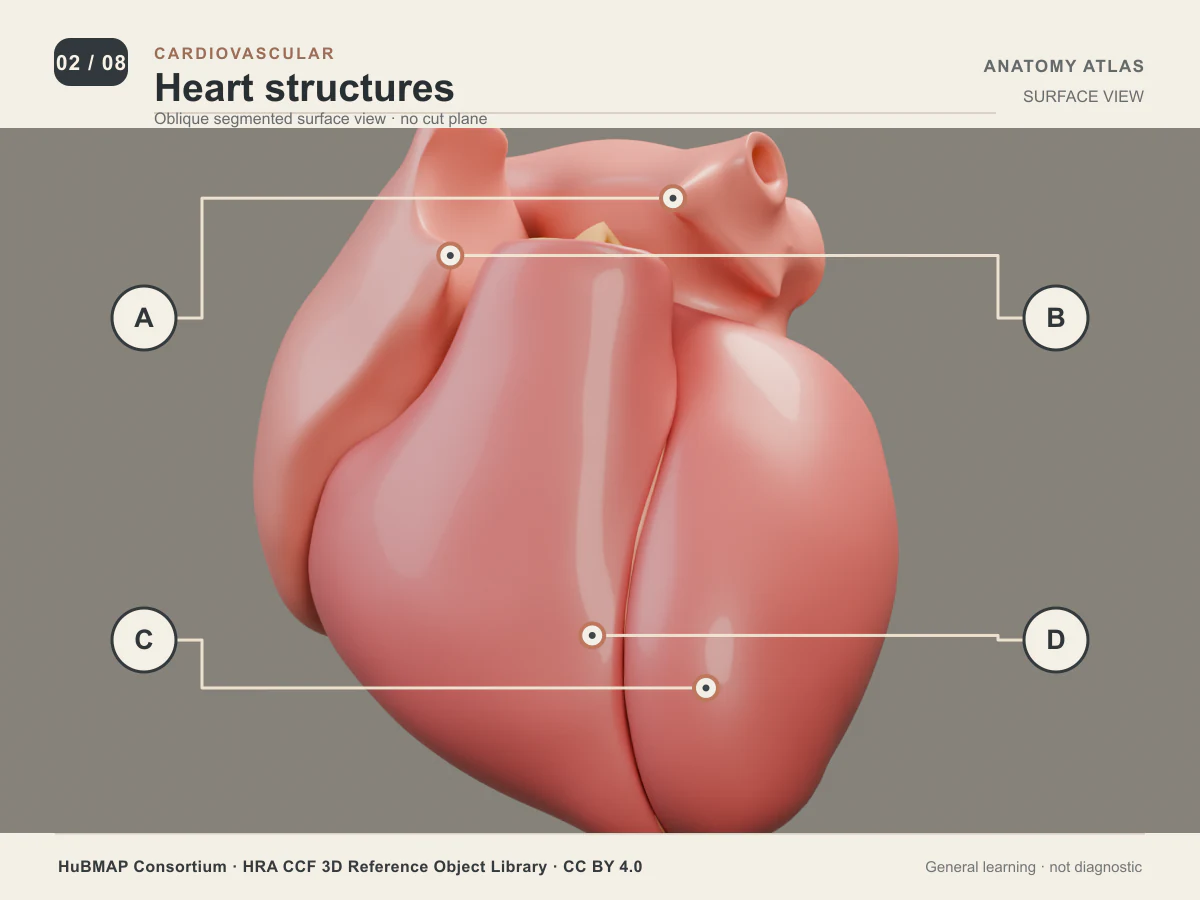 02 / 08
CARDIOVASCULAR
Heart structures
Oblique segmented surface view · no cut plane
ANATOMY ATLAS
SURFACE VIEW
A
B
C
D
HuBMAP Consortium · HRA CCF 3D Reference Object Library · CC BY 4.0
General learning · not diagnostic